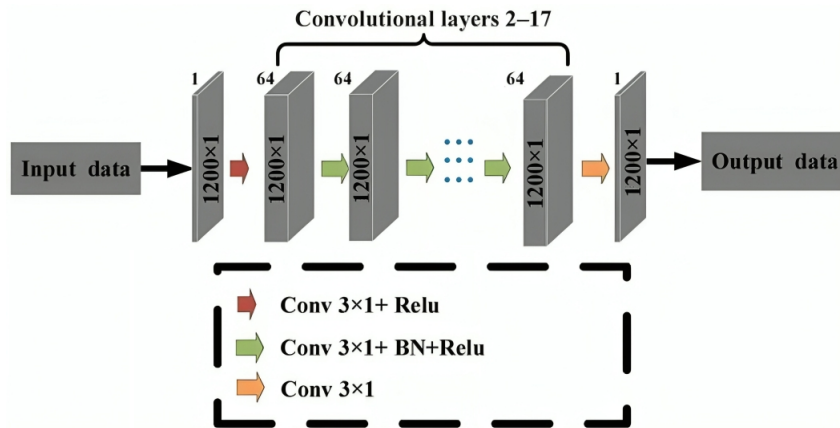 Convolutional layers 2–17
1
64
64
64
1
Input data
1200×1
1200×1
1200×1
1200×1
1200×1
Output data
Conv 3×1+ Relu
Conv 3×1+ BN+Relu
Conv 3×1